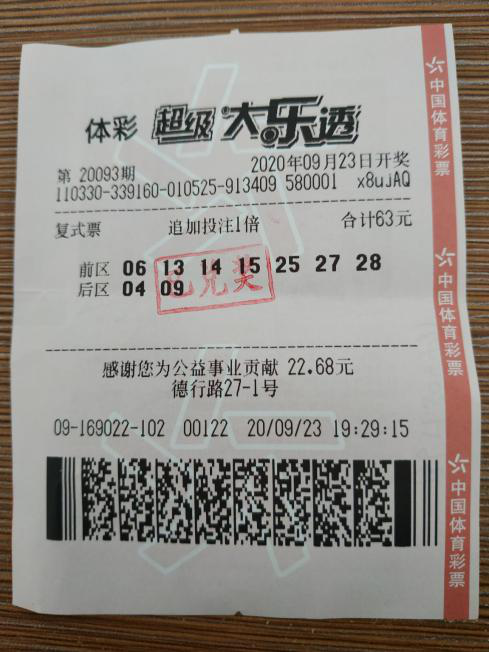 体彩 超级大乐透
第 20093期 2020年09月23日开奖
110330-339160-010525-913409 580001 x8uJAQ
复式票 追加投注1倍 合计63元
前区 06 13 14 15 25 27 28
后区 04 09
已兑奖
感谢您为公益事业贡献 22.68元
德行路27-1号
09-169022-102 00122 20/09/23 19:29:15
中国体育彩票
中国体育彩票
中国体育彩票